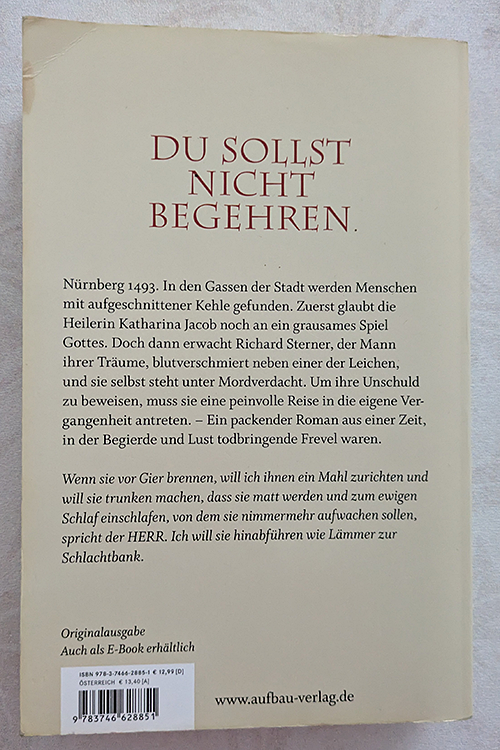 DU SOLLST
NICHT
BEGEHREN.
Nürnberg 1493. In den Gassen der Stadt werden Menschen
mit aufgeschnittener Kehle gefunden. Zuerst glaubt die
Heilerin Katharina Jacob noch an ein grausames Spiel
Gottes. Doch dann erwacht Richard Sterner, der Mann
ihrer Träume, blutverschmiert neben einer der Leichen,
und sie selbst steht unter Mordverdacht. Um ihre Unschuld
zu beweisen, muss sie eine peinvolle Reise in die eigene Ver-
gangenheit antreten. – Ein packender Roman aus einer Zeit,
in der Begierde und Lust todbringende Frevel waren.
Wenn sie vor Gier brennen, will ich ihnen ein Mahl zurichten und
will sie trunken machen, dass sie matt werden und zum ewigen
Schlaf einschlafen, von dem sie nimmermehr aufwachen sollen,
spricht der HERR. Ich will sie hinabführen wie Lämmer zur
Schlachtbank.
Originalausgabe
Auch als E-Book erhältlich
ISBN 978-3-7466-2885-1 € 12,99 [D]
ÖSTERREICH € 13,40 [A]
9 783746 628851
www.aufbau-verlag.de